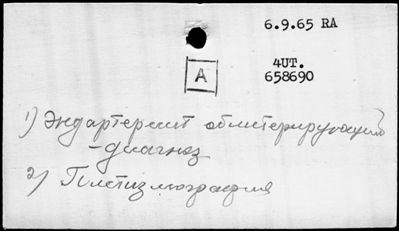 6.9.65 RA
4UT.
658690
A
1) Эндартериит облитерирующий
-диагноз
2) Плетизмография